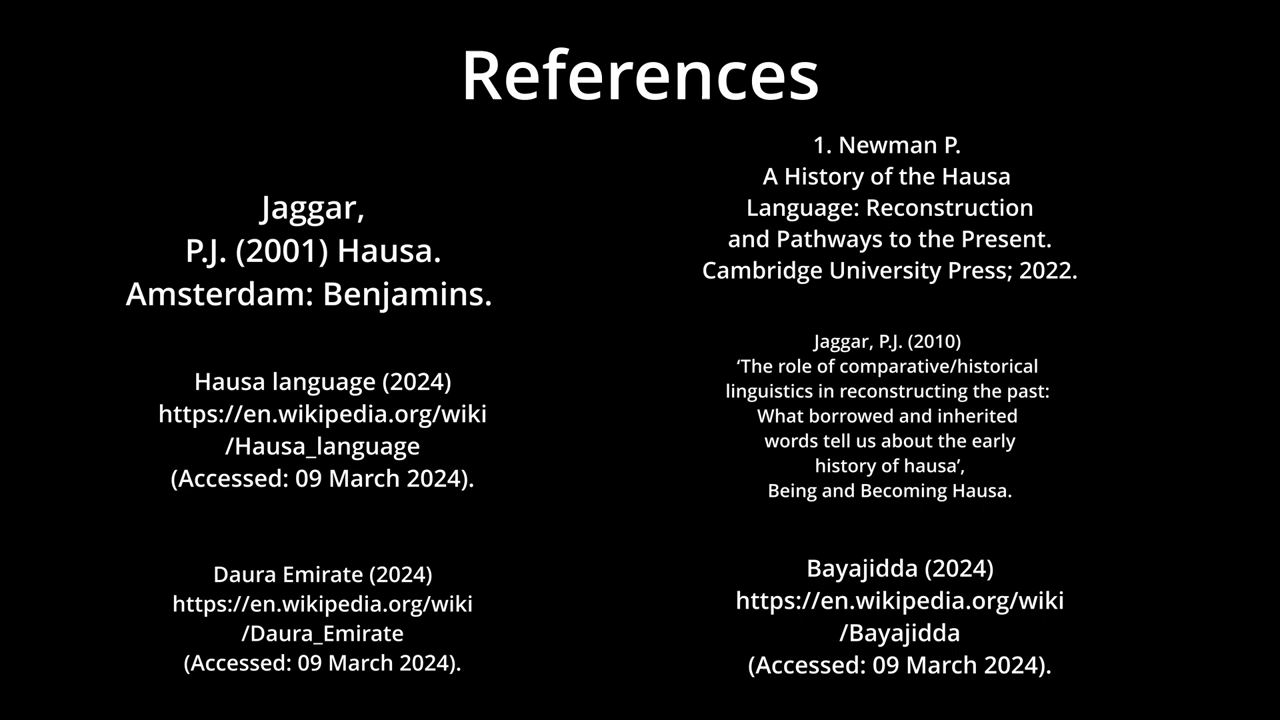 References
Jaggar,
P.J. (2001) Hausa.
Amsterdam: Benjamins.
Hausa language (2024)
https://en.wikipedia.org/wiki
/Hausa_language
(Accessed: 09 March 2024).
Daura Emirate (2024)
https://en.wikipedia.org/wiki
/Daura_Emirate
(Accessed: 09 March 2024).
1. Newman P.
A History of the Hausa
Language: Reconstruction
and Pathways to the Present.
Cambridge University Press; 2022.
Jaggar, P.J. (2010)
‘The role of comparative/historical
linguistics in reconstructing the past:
What borrowed and inherited
words tell us about the early
history of hausa’,
Being and Becoming Hausa.
Bayajidda (2024)
https://en.wikipedia.org/wiki
/Bayajidda
(Accessed: 09 March 2024).